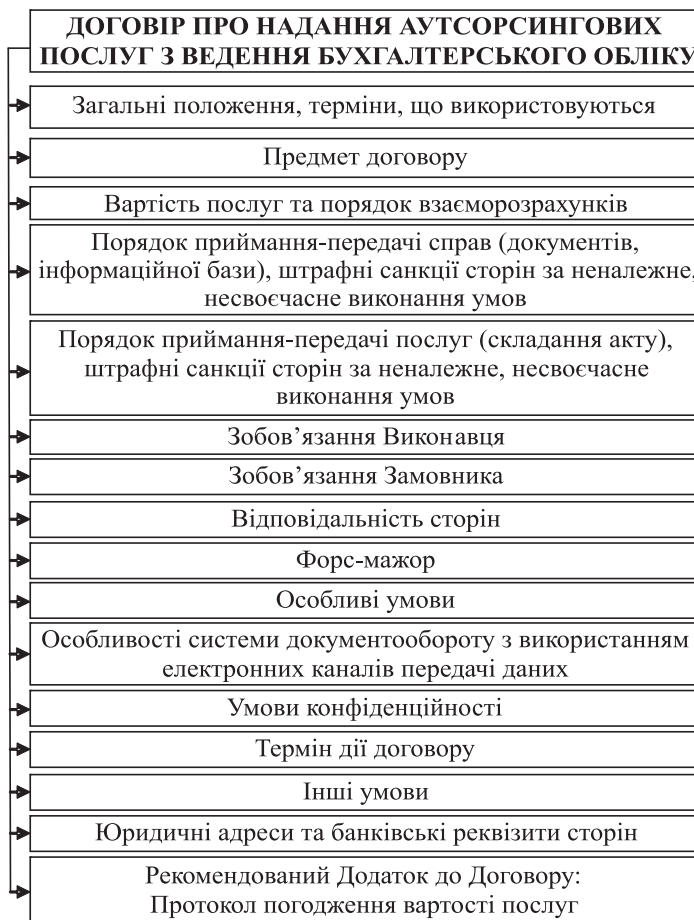 ДОГОВІР ПРО НАДАННЯ АУТСОРСИНГОВИХ
ПОСЛУГ З ВЕДЕННЯ БУХГАЛТЕРСЬКОГО ОБЛІКУ
Загальні положення, терміни, що використовуються
Предмет договору
Вартість послуг та порядок взаєморозрахунків
Порядок приймання-передачі справ (документів,
інформаційної бази), штрафні санкції сторін за неналежне,
несвоєчасне виконання умов
Порядок приймання-передачі послуг (складання акту),
штрафні санкції сторін за неналежне, несвоєчасне
виконання умов
Зобов’язання Виконавця
Зобов’язання Замовника
Відповідальність сторін
Форс-мажор
Особливі умови
Особливості системи документообороту з використанням
електронних каналів передачі даних
Умови конфіденційності
Термін дії договору
Інші умови
Юридичні адреси та банківські реквізити сторін
Рекомендований Додаток до Договору:
Протокол погодження вартості послуг